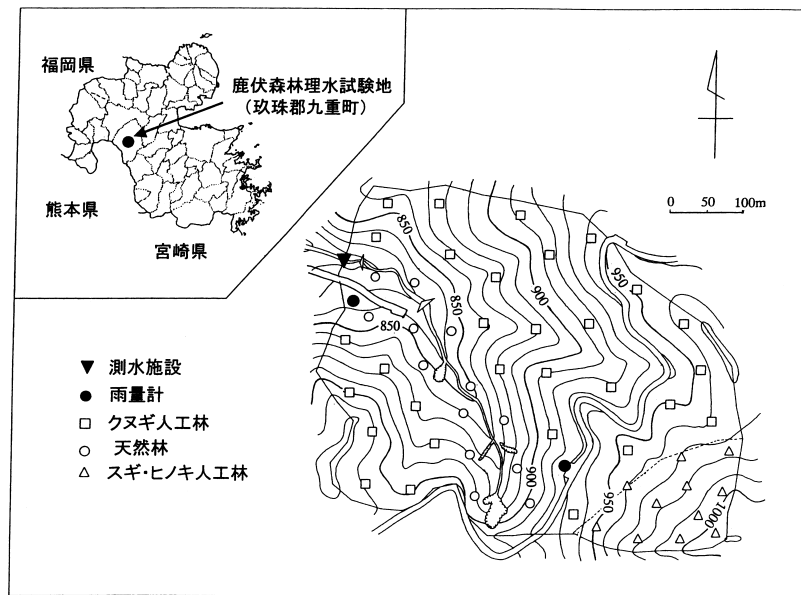 福岡県
鹿伏森林理水試験地
(玖珠郡九重町)
熊本県
宮崎県
0 50 100m
850
950
900
850
850
900
950
1000
測水施設
雨量計
クヌギ人工林
天然林
スギ・ヒノキ人工林